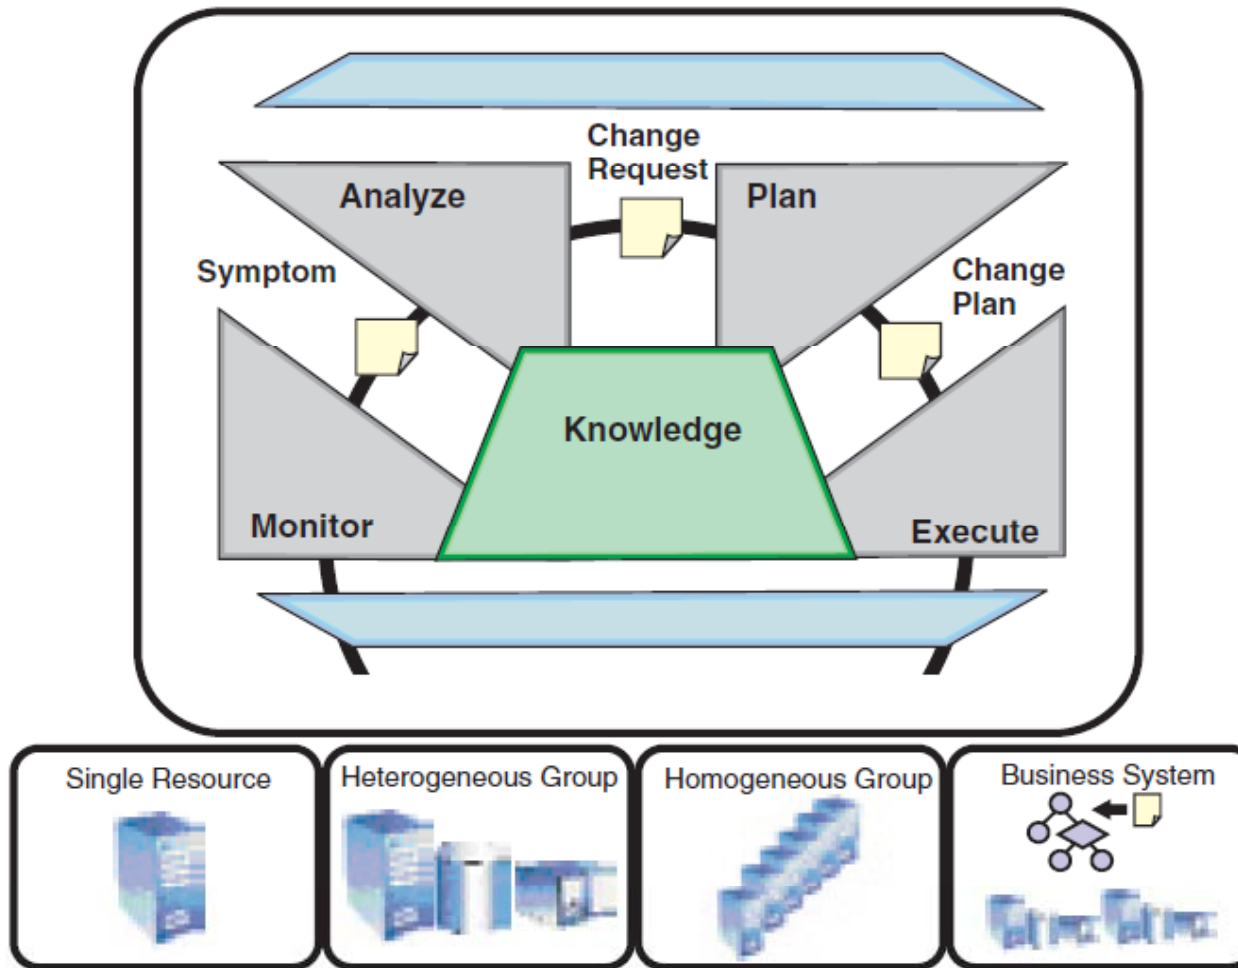 Change
Request
Analyze
Plan
Symptom
Change
Plan
Knowledge
Monitor
Execute
Single Resource
Heterogeneous Group
Homogeneous Group
Business System